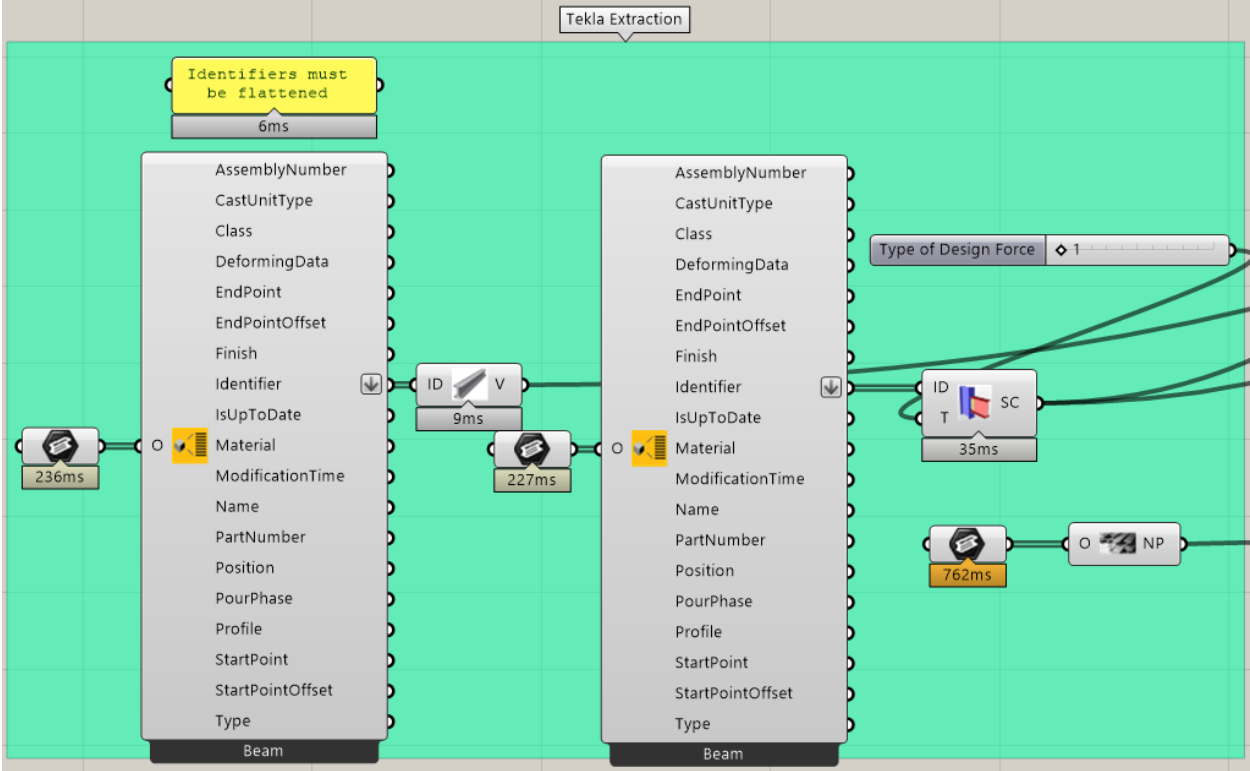 Tekla Extraction
Identifiers must
be flattened
6ms
AssemblyNumber
CastUnitType
Class
DeformingData
EndPoint
EndPointOffset
Finish
Identifier
IsUpToDate
O
Material
ModificationTime
Name
PartNumber
Position
PourPhase
Profile
StartPoint
StartPointOffset
Type
Beam
236ms
ID V
9ms
227ms
AssemblyNumber
CastUnitType
Class
DeformingData
EndPoint
EndPointOffset
Finish
Identifier
IsUpToDate
O
Material
ModificationTime
Name
PartNumber
Position
PourPhase
Profile
StartPoint
StartPointOffset
Type
Beam
Type of Design Force 1
ID
T
SC
35ms
762ms
O NP